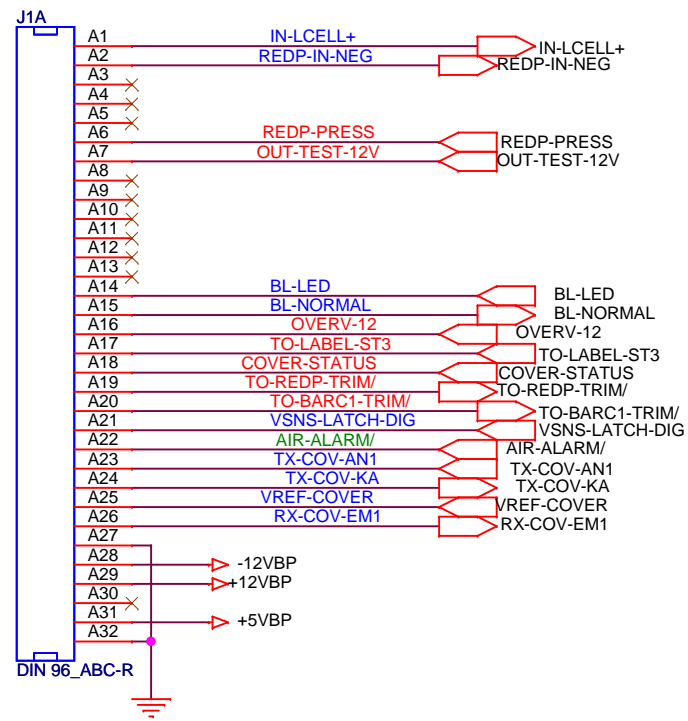 J1A
A1 IN-LCELL+ IN-LCELL+
A2 REDP-IN-NEG REDP-IN-NEG
A3
A4
A5
A6 REDP-PRESS REDP-PRESS
A7 OUT-TEST-12V OUT-TEST-12V
A8
A9
A10
A11
A12
A13
A14 BL-LED BL-LED
A15 BL-NORMAL BL-NORMAL
A16 OVERV-12 OVERV-12
A17 TO-LABEL-ST3 TO-LABEL-ST3
A18 COVER-STATUS COVER-STATUS
A19 TO-REDP-TRIM/ TO-REDP-TRIM/
A20 TO-BARC1-TRIM/ TO-BARC1-TRIM/
A21 VSNS-LATCH-DIG VSNS-LATCH-DIG
A22 AIR-ALARM/ AIR-ALARM/
A23 TX-COV-AN1 TX-COV-AN1
A24 TX-COV-KA TX-COV-KA
A25 VREF-COVER VREF-COVER
A26 RX-COV-EM1 RX-COV-EM1
A27
A28 -12VBP
A29 +12VBP
A30
A31 +5VBP
A32
DIN 96_ABC-R